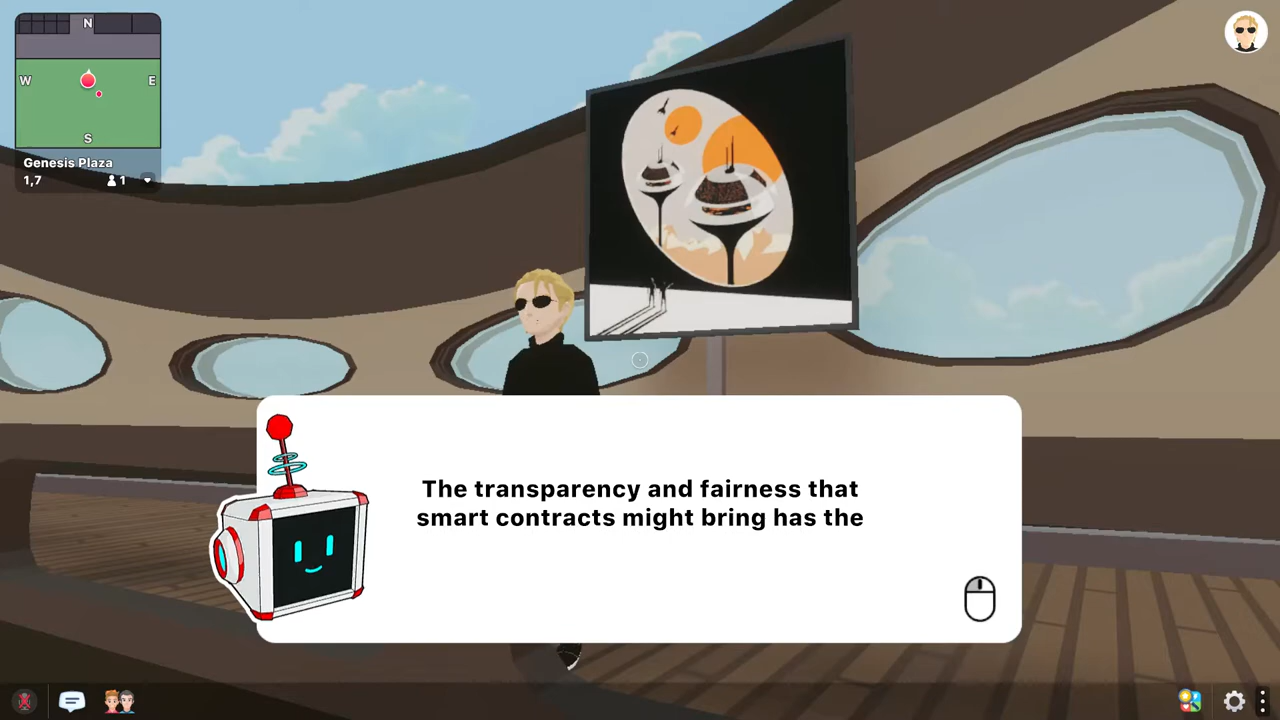 N
W
E
S
Genesis Plaza
1,7
1
The transparency and fairness that
smart contracts might bring has the